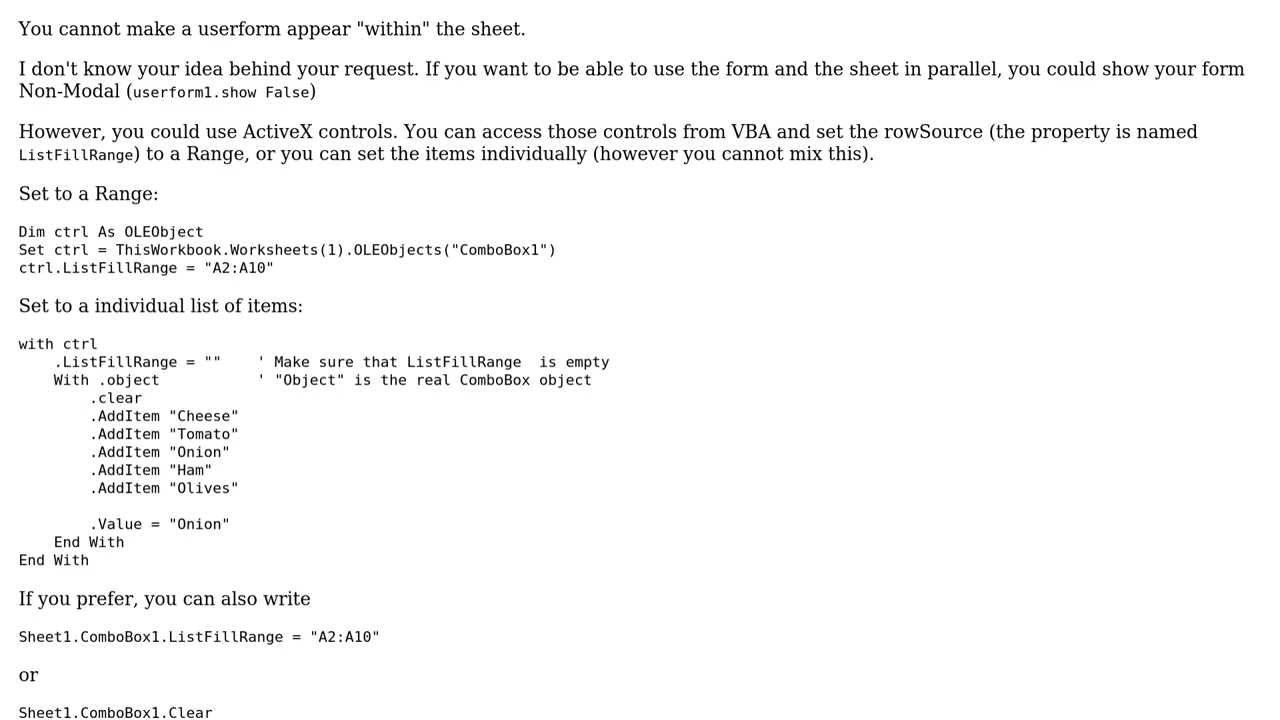 You cannot make a userform appear "within" the sheet.
I don't know your idea behind your request. If you want to be able to use the form and the sheet in parallel, you could show your form
Non-Modal (userform1.show False)
However, you could use ActiveX controls. You can access those controls from VBA and set the rowSource (the property is named
ListFillRange) to a Range, or you can set the items individually (however you cannot mix this).
Set to a Range:
Dim ctrl As OLEObject
Set ctrl = ThisWorkbook.Worksheets(1).OLEObjects("ComboBox1")
ctrl.ListFillRange = "A2:A10"
Set to a individual list of items:
with ctrl
    .ListFillRange = ""    ' Make sure that ListFillRange  is empty
    With .object           ' "Object" is the real ComboBox object
        .clear
        .AddItem "Cheese"
        .AddItem "Tomato"
        .AddItem "Onion"
        .AddItem "Ham"
        .AddItem "Olives"
        .Value = "Onion"
    End With
End With
If you prefer, you can also write
Sheet1.ComboBox1.ListFillRange = "A2:A10"
or
Sheet1.ComboBox1.Clear